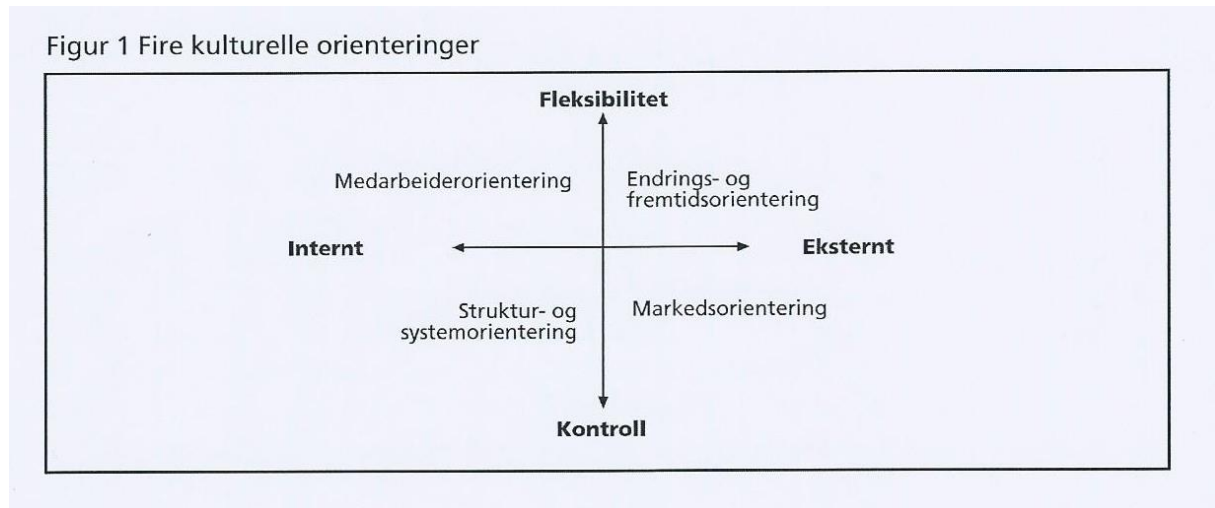 Figur 1 Fire kulturelle orienteringer
Fleksibilitet
Medarbeiderorientering
Endrings- og
fremtidsorientering
Internt
Eksternt
Struktur- og
systemorientering
Markedsorientering
Kontroll